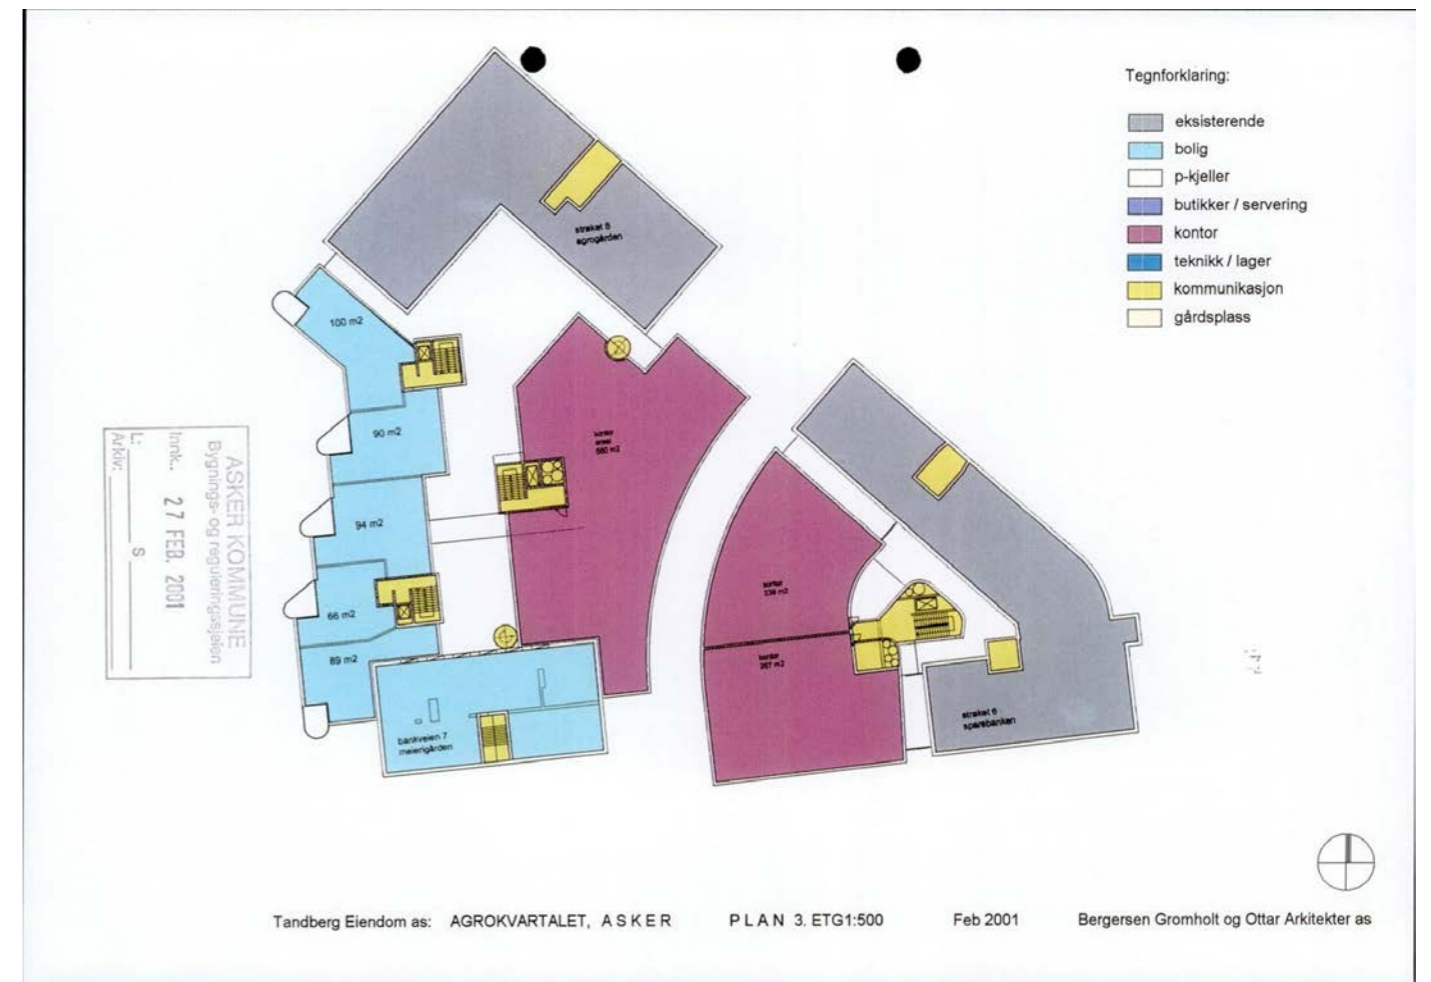 Tegnforklaring:
eksisterende
bolig
p-kjeller
butikker / servering
kontor
teknikk / lager
kommunikasjon
gårdsplass
strøket 8
agrogården
100 m2
90 m2
94 m2
66 m2
89 m2
kontor
580 m2
kontor
kontor
267 m2
bankveien 7
meierigården
strøket 6
sparebanken
ASKER KOMMUNE
Bygnings- og reguleringssjefen
Innk.. 27 FEB. 2001
L: S
Arkiv:
Tandberg Eiendom as: AGROKVARTALET, ASKER PLAN 3. ETG1:500 Feb 2001 Bergersen Gromholt og Ottar Arkitekter as